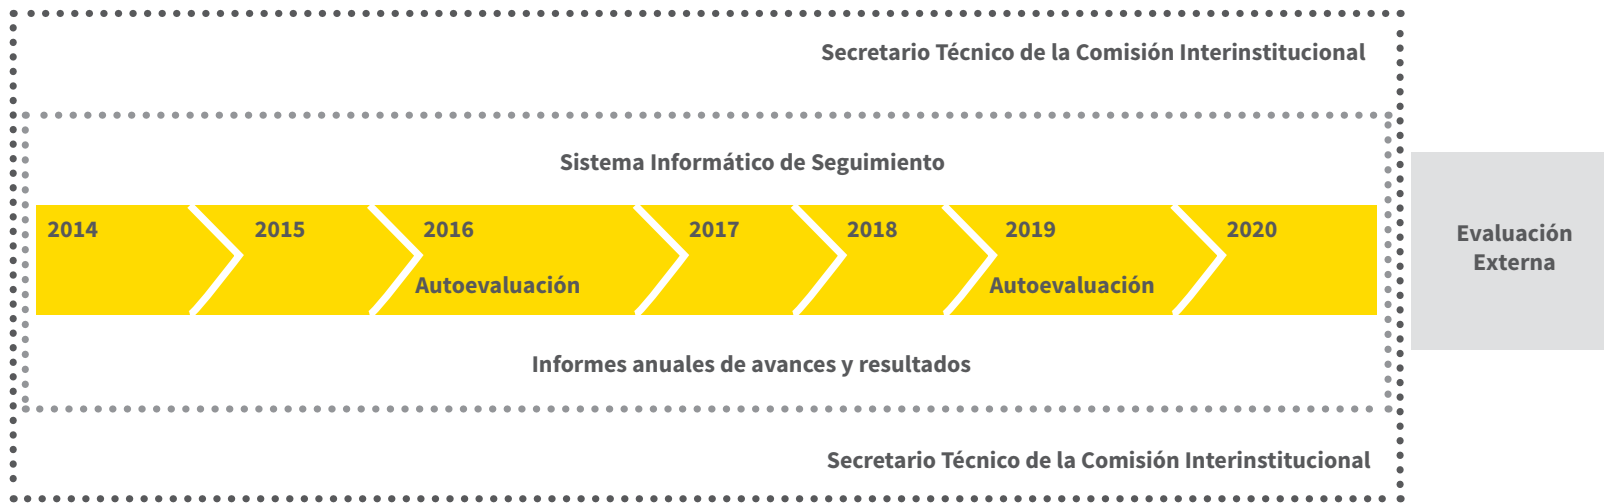 Secretario Técnico de la Comisión Interinstitucional
Sistema Informático de Seguimiento
2014 2015 2016 2017 2018 2019 2020
Autoevaluación Autoevaluación
Evaluación
Externa
Informes anuales de avances y resultados
Secretario Técnico de la Comisión Interinstitucional